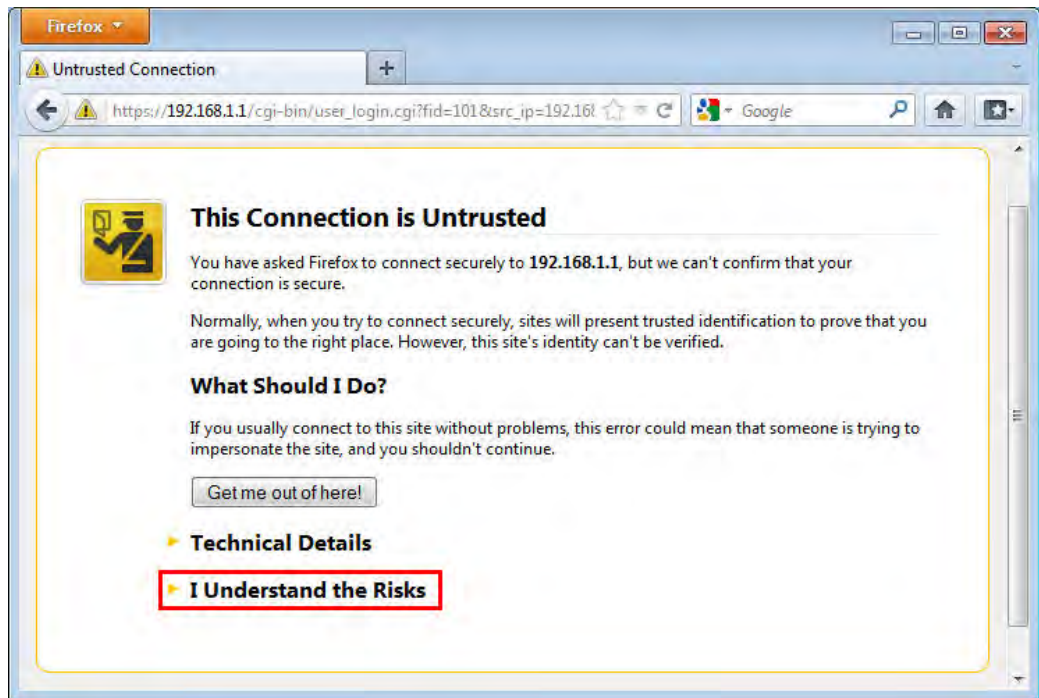 Firefox
Untrusted Connection
https://192.168.1.1/cgi-bin/user_login.cgi?fid=101&src_ip=192.168
Google
This Connection is Untrusted
You have asked Firefox to connect securely to 192.168.1.1, but we can't confirm that your
connection is secure.
Normally, when you try to connect securely, sites will present trusted identification to prove that you
are going to the right place. However, this site's identity can't be verified.
What Should I Do?
If you usually connect to this site without problems, this error could mean that someone is trying to
impersonate the site, and you shouldn't continue.
Get me out of here!
Technical Details
I Understand the Risks